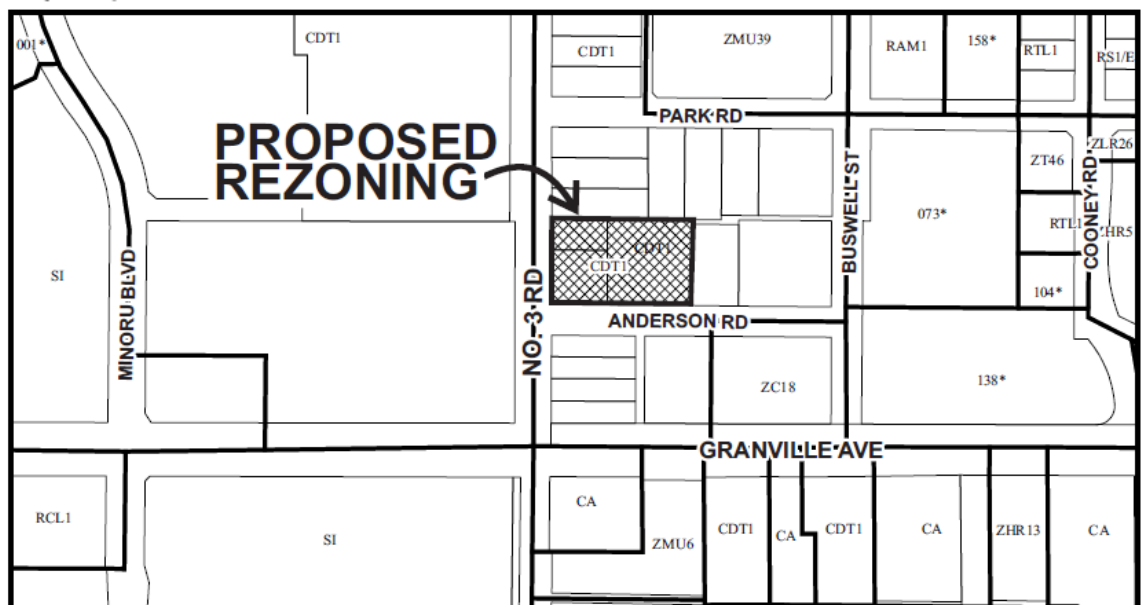 001*
CDT1
CDT1
ZMU39
RAM1
158*
RTL1
RS1/E
PARK RD
PROPOSED
REZONING
BUSWELL ST
COONEY RD
ZLR26
ZT46
073*
RTL1
ZHR5
SI
MINORU BLVD
NO. 3 RD
CDT1
CDT1
104*
ANDERSON RD
ZC18
138*
GRANVILLE AVE
RCL1
SI
CA
ZMU6
CDT1
CA
CDT1
CA
ZHR13
CA